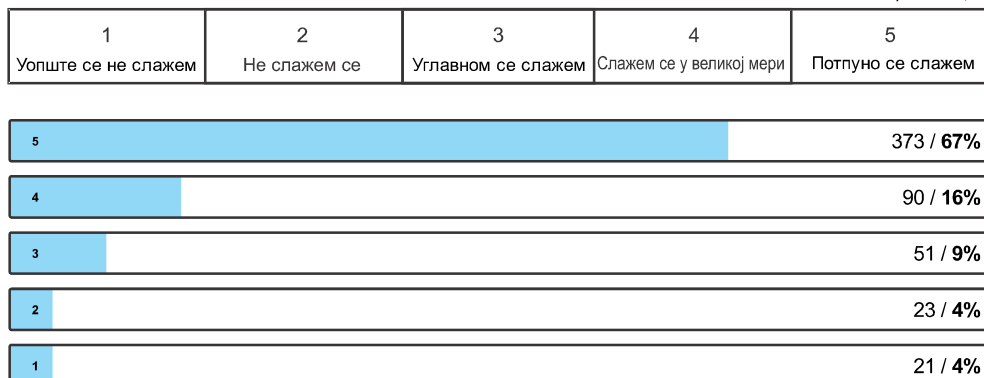 1 2 3 4 5
Уопште се не слажем Не слажем се Углавном се слажем Слажем се у великој мери Потпуно се слажем
5 373 / 67%
4 90 / 16%
3 51 / 9%
2 23 / 4%
1 21 / 4%